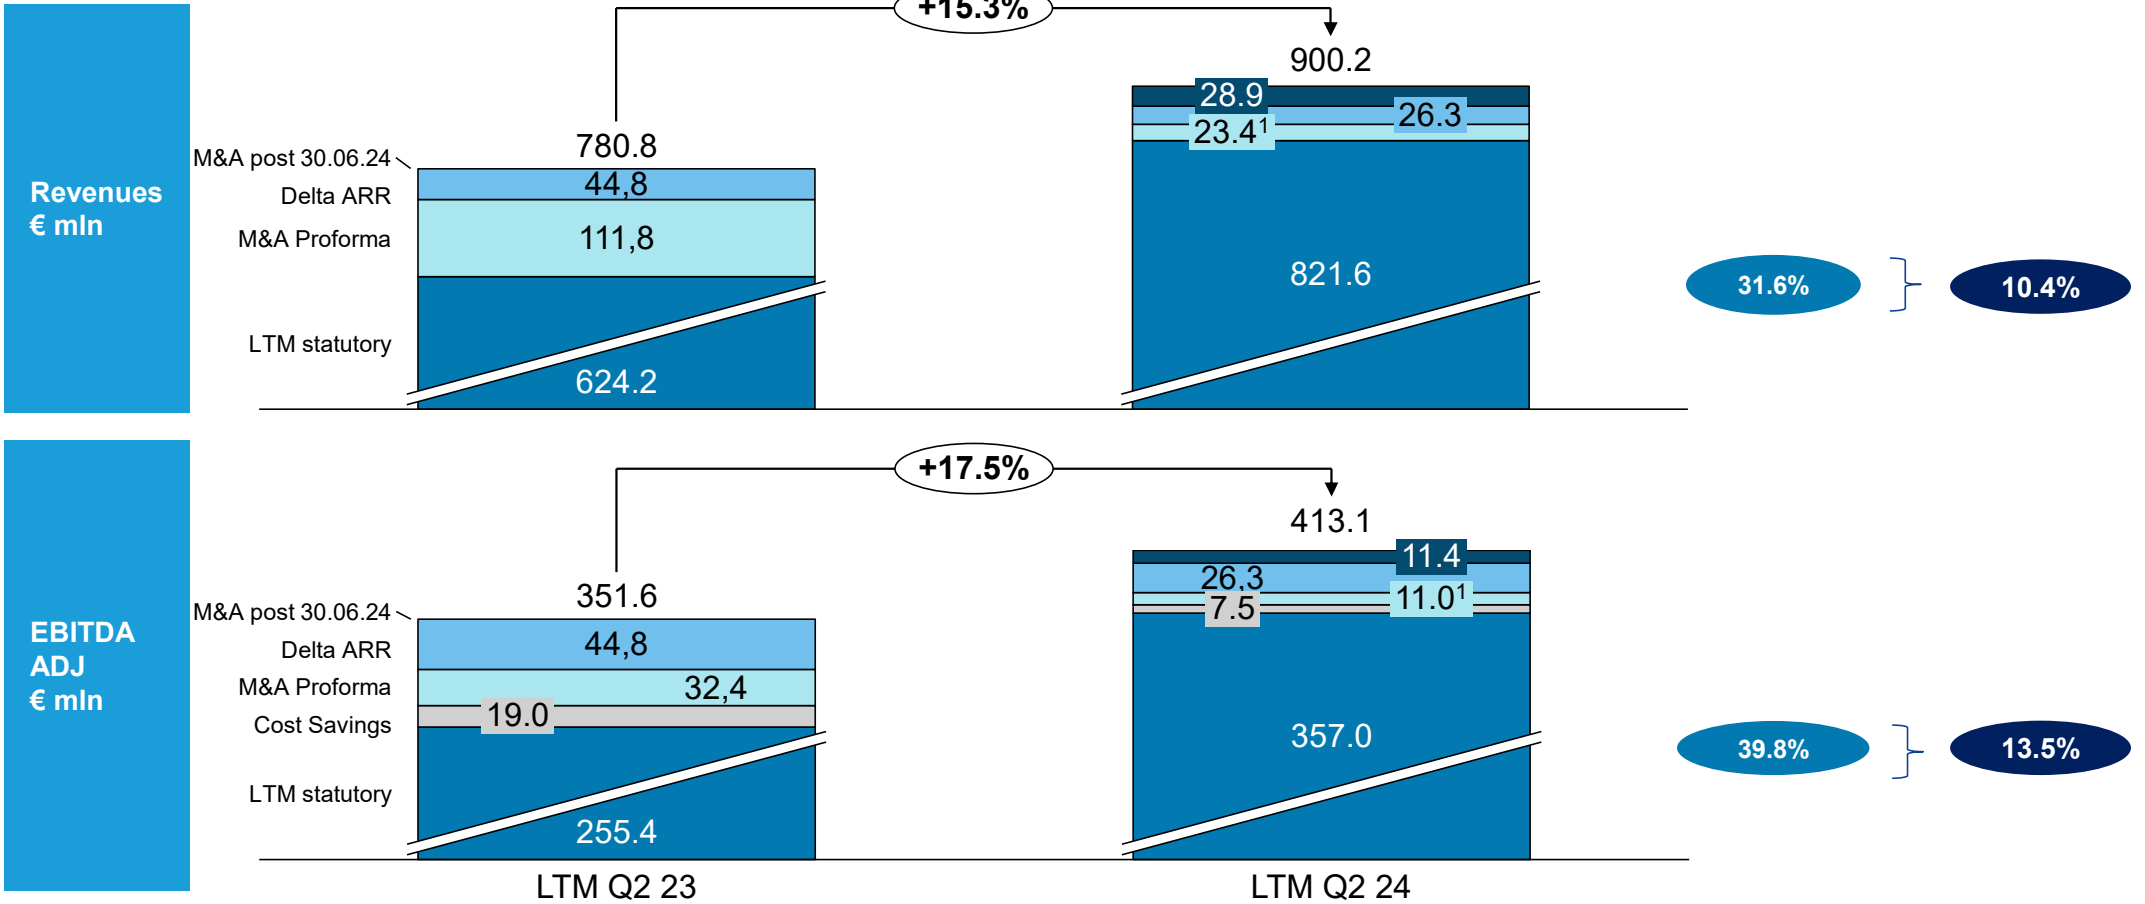 +15.3%
900.2
28.9
26.3
23.4¹
780.8
M&A post 30.06.24
44,8
Delta ARR
Revenues
€ mln
M&A Proforma
111,8
821.6
31.6%
10.4%
LTM statutory
624.2
+17.5%
413.1
11.4
26,3
11.0¹
7.5
351.6
M&A post 30.06.24
EBITDA
ADJ
€ mln
44,8
Delta ARR
M&A Proforma
32,4
Cost Savings
19.0
357.0
39.8%
13.5%
LTM statutory
255.4
LTM Q2 23
LTM Q2 24